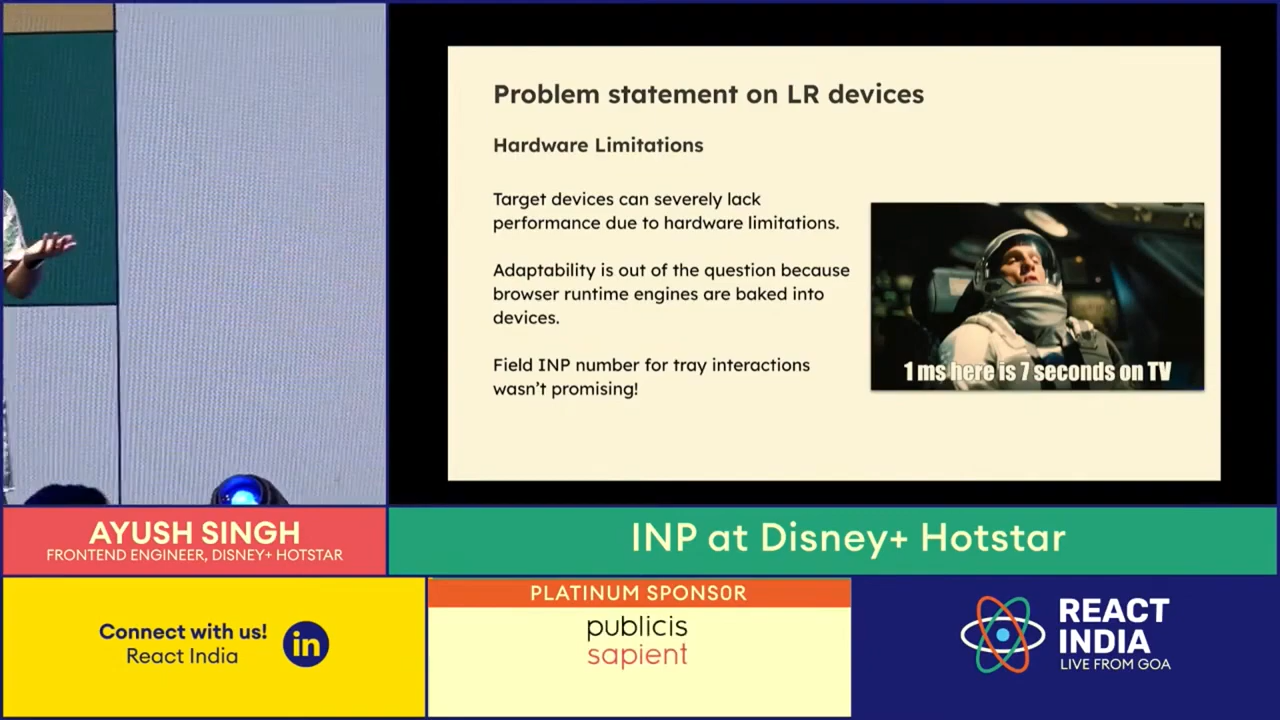 Problem statement on LR devices
Hardware Limitations
Target devices can severely lack
performance due to hardware limitations.
Adaptability is out of the question because
browser runtime engines are baked into
devices.
Field INP number for tray interactions
wasn't promising!
1 ms here is 7 seconds on TV
AYUSH SINGH
FRONTEND ENGINEER, DISNEY+ HOTSTAR
INP at Disney+ Hotstar
Connect with us!
React India
in
PLATINUM SPONSOR
publicis
sapient
REACT
INDIA
LIVE FROM GOA